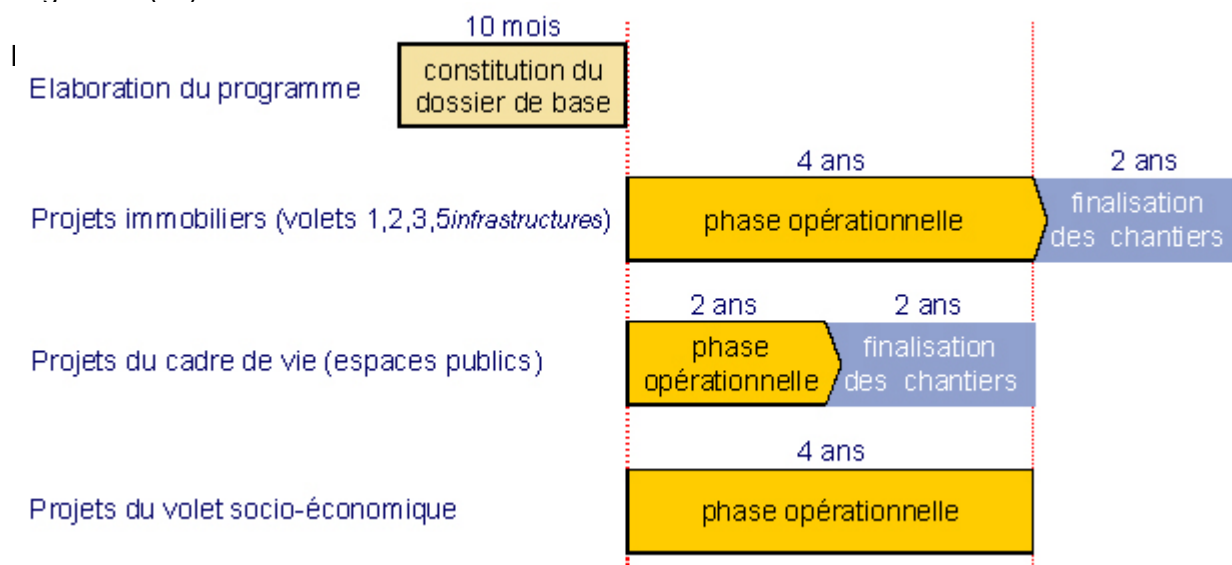 10 mois
Elaboration du programme
constitution du
dossier de base
4 ans
2 ans
Projets immobiliers (volets 1,2,3,5infrastructures)
phase opérationnelle
finalisation
des chantiers
2 ans
2 ans
Projets du cadre de vie (espaces publics)
phase
opérationnelle
finalisation
des chantiers
4 ans
Projets du volet socio-économique
phase opérationnelle